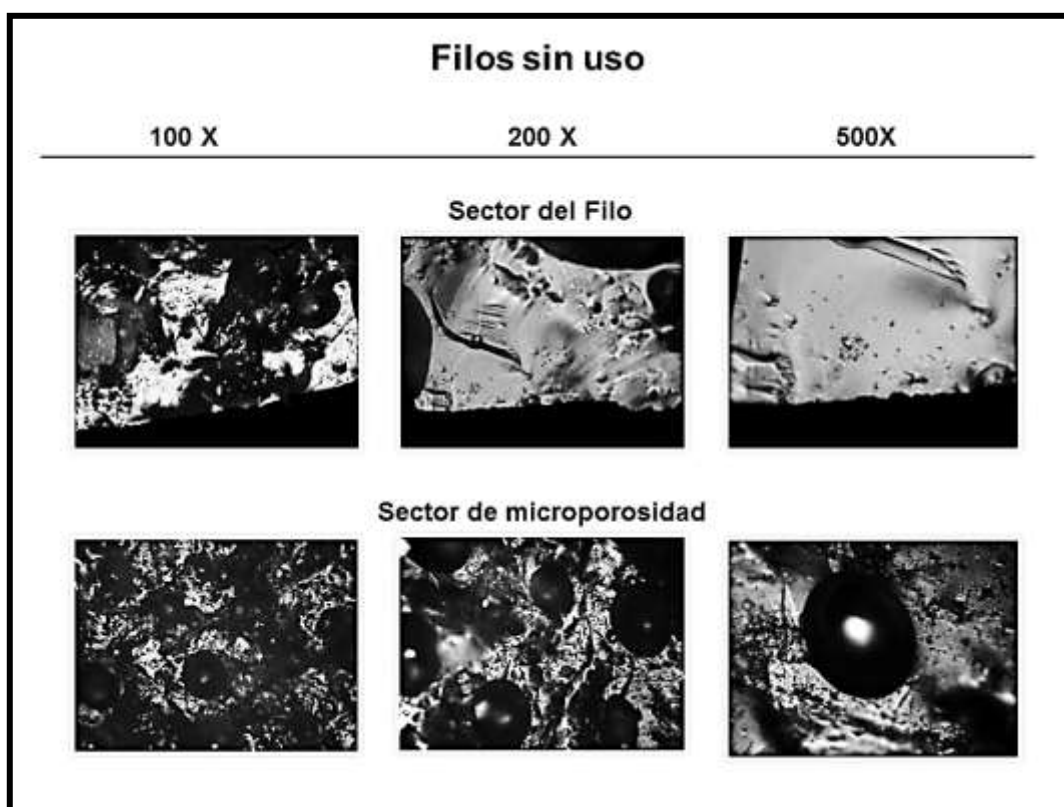 Filos sin uso
100 X 200 X 500X
Sector del Filo
Sector de microporosidad